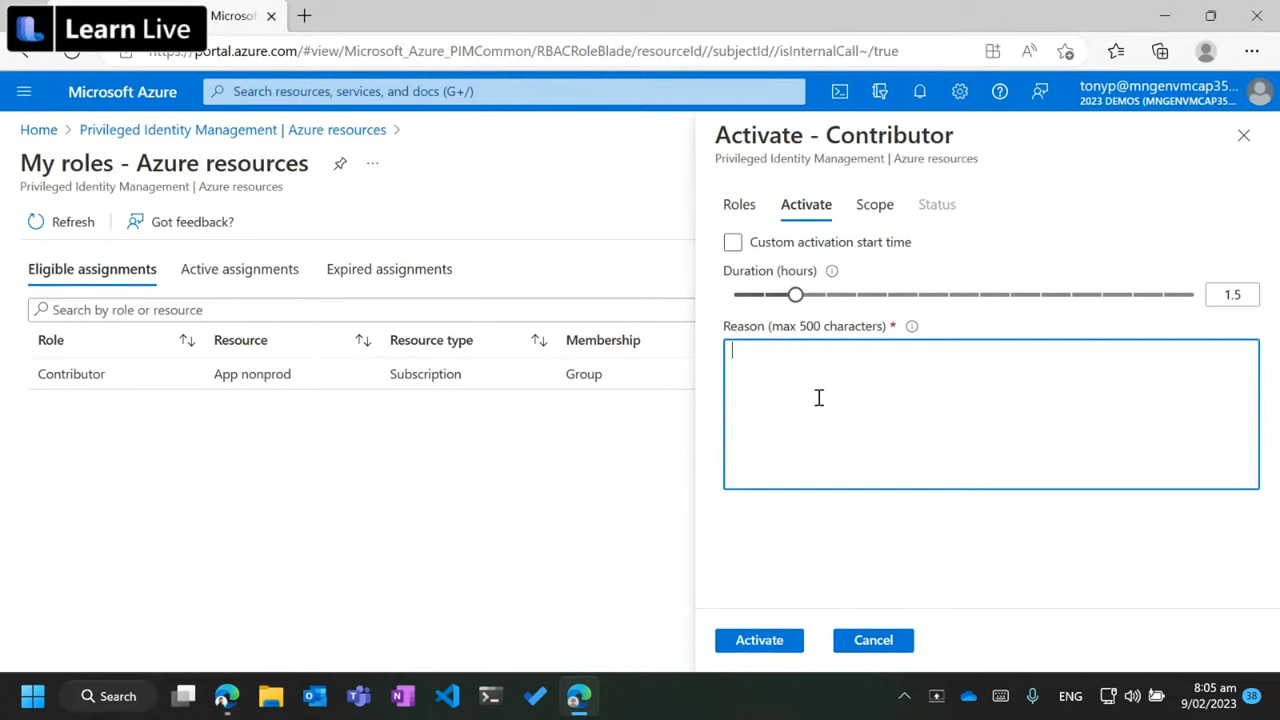 Learn Live
Microsof
https://portal.azure.com/#view/Microsoft_Azure_PIMCommon/RBACRoleBlade/resourceId//subjectId//isInternalCall~/true
Microsoft Azure
Search resources, services, and docs (G+/)
tonyp@mngenvmcap35...
2023 DEMOS (MNGENVMCAP35....
Home > Privileged Identity Management | Azure resources >
My roles - Azure resources
Privileged Identity Management | Azure resources
Refresh
Got feedback?
Eligible assignments Active assignments Expired assignments
Search by role or resource
Role Resource Resource type Membership
Contributor App nonprod Subscription Group
Activate - Contributor
Privileged Identity Management | Azure resources
Roles Activate Scope Status
Custom activation start time
Duration (hours)
1.5
Reason (max 500 characters) *
Activate Cancel
Search
ENG
8:05 am
9/02/2023
38